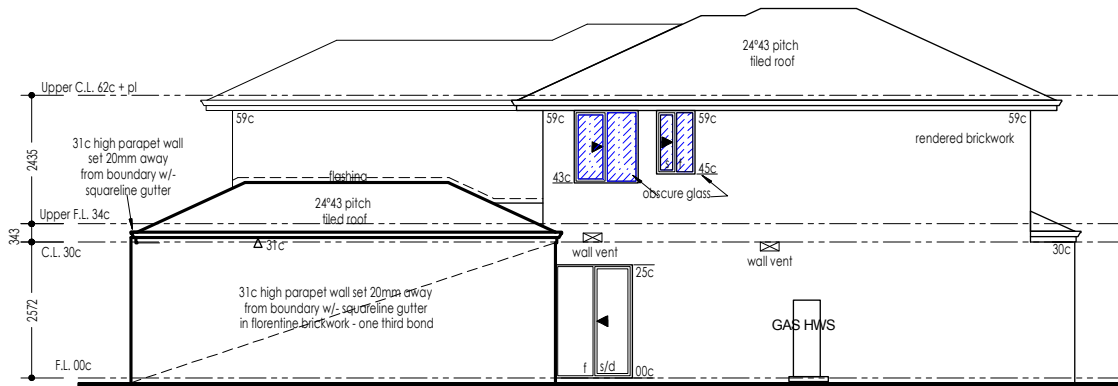 24°43 pitch
tiled roof
Upper C.L. 62c + pl
59c
59c
59c
59c
rendered brickwork
2435
31c high parapet wall
set 20mm away
from boundary w/-
squareline gutter
45c
43c
flashing
obscure glass
24°43 pitch
tiled roof
Upper F.L. 34c
343
C.L. 30c
31c
wall vent
wall vent
30c
25c
2572
31c high parapet wall set 20mm away
from boundary w/- squareline gutter
in florentine brickwork - one third bond
GAS HWS
F.L. 00c
f
s/d
00c